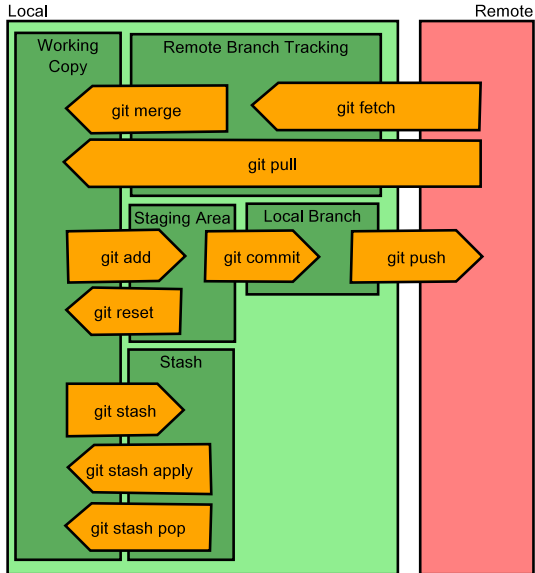 Local
Remote
Working
Copy
Remote Branch Tracking
git merge
git fetch
git pull
Staging Area
Local Branch
git add
git commit
git push
git reset
Stash
git stash
git stash apply
git stash pop